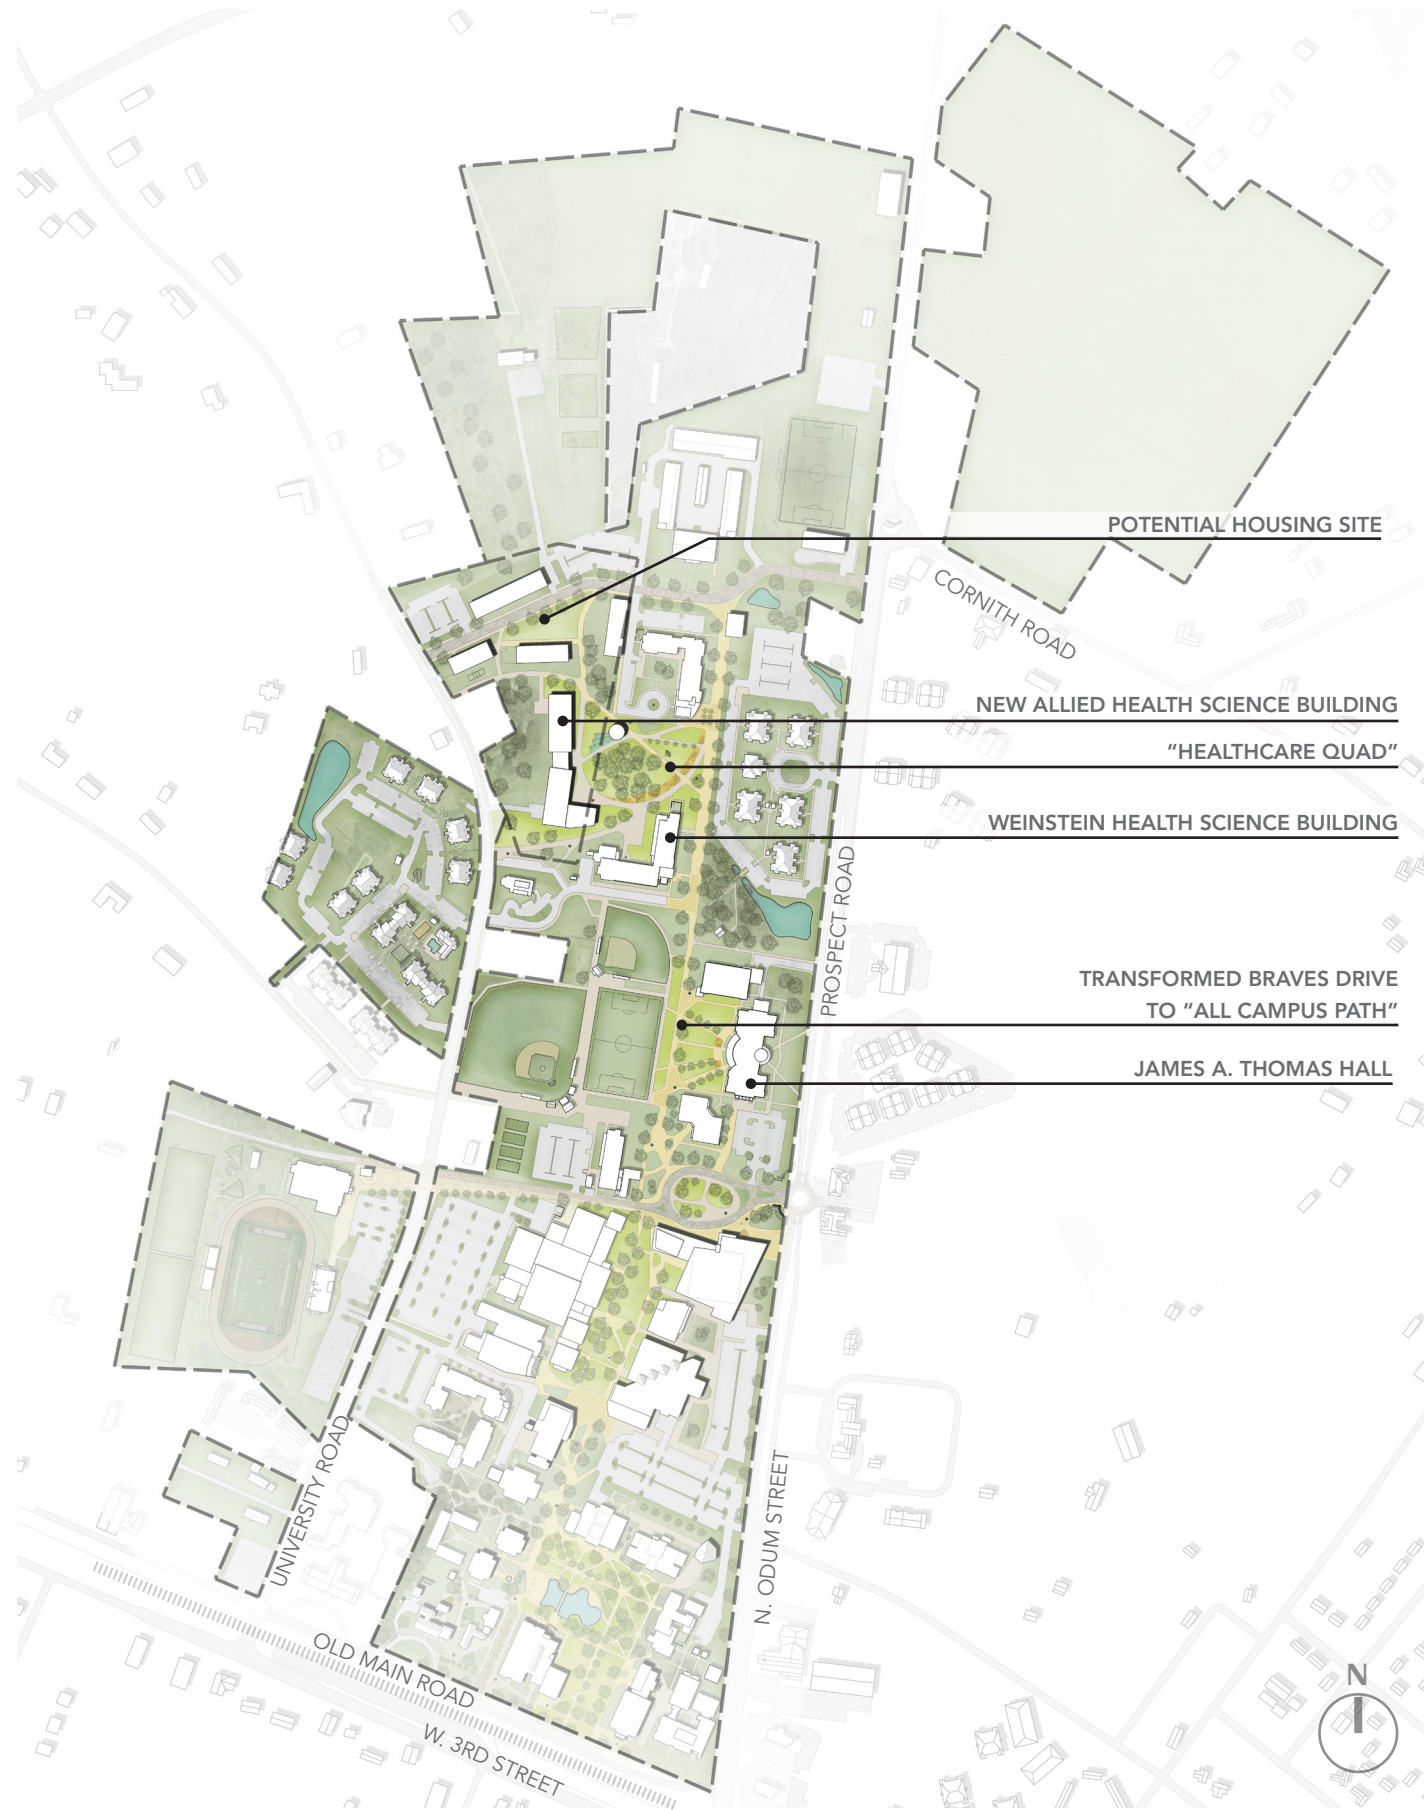 POTENTIAL HOUSING SITE
CORNITH ROAD
NEW ALLIED HEALTH SCIENCE BUILDING
“HEALTHCARE QUAD”
WEINSTEIN HEALTH SCIENCE BUILDING
PROSPECT ROAD
TRANSFORMED BRAVES DRIVE
TO “ALL CAMPUS PATH”
JAMES A. THOMAS HALL
UNIVERSITY ROAD
N. ODUM STREET
OLD MAIN ROAD
W. 3RD STREET
N